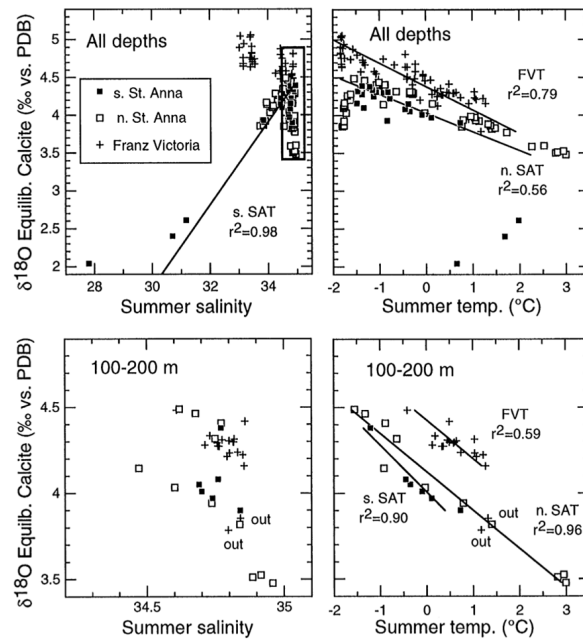 All depths
s. St. Anna
n. St. Anna
Franz Victoria
s. SAT
r2=0.98
5
4.5
4
3.5
3
2.5
2
28 30 32 34
Summer salinity
δ18O Equilib. Calcite (‰ vs. PDB)
All depths
FVT
r2=0.79
n. SAT
r2=0.56
-2 -1 0 1 2 3
Summer temp. (°C)
100-200 m
4.5
4.0
3.5
out
out
34.5 35
Summer salinity
δ18O Equilib. Calcite (‰ vs. PDB)
100-200 m
FVT
r2=0.59
s. SAT
r2=0.90
out
out
n. SAT
r2=0.96
-2 -1 0 1 2 3
Summer temp. (°C)